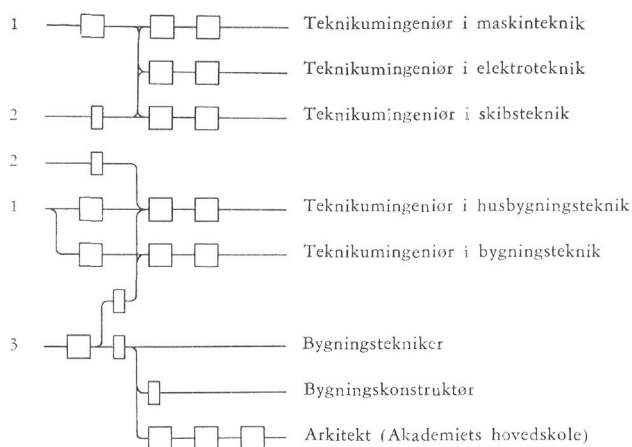 1 Teknikumingeniør i maskinteknik
Teknikumingeniør i elektroteknik
2 Teknikumingeniør i skibsteknik
2
1 Teknikumingeniør i husbygningsteknik
Teknikumingeniør i bygningsteknik
3 Bygningstekniker
Bygningskonstruktør
Arkitekt (Akademiets hovedskole)